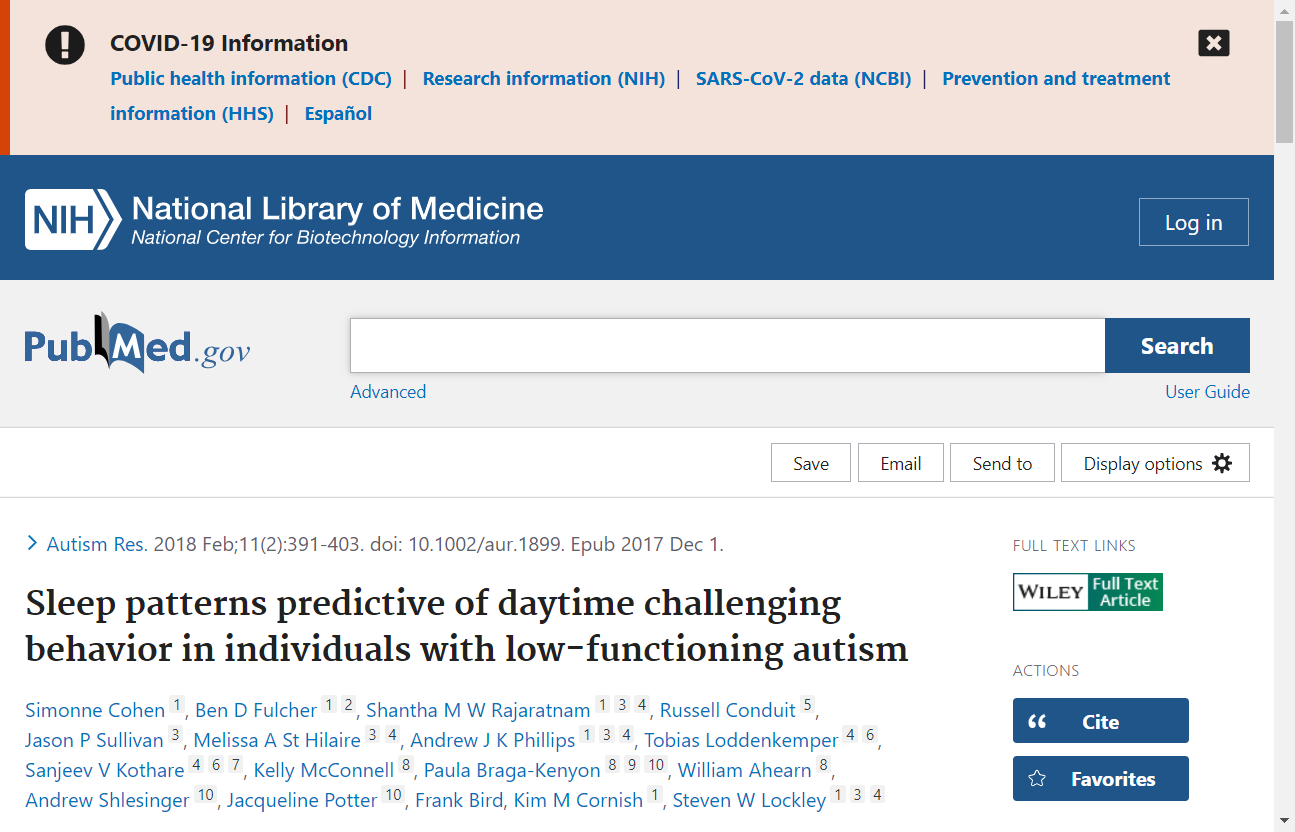 COVID-19 Information
Public health information (CDC) | Research information (NIH) | SARS-CoV-2 data (NCBI) | Prevention and treatment
information (HHS) | Español
NIH National Library of Medicine
National Center for Biotechnology Information
Log in
PubMed.gov
Search
Advanced
User Guide
Save
Email
Send to
Display options
Autism Res. 2018 Feb;11(2):391-403. doi: 10.1002/aur.1899. Epub 2017 Dec 1.
Sleep patterns predictive of daytime challenging
behavior in individuals with low-functioning autism
Simonne Cohen 1, Ben D Fulcher 1 2, Shantha M W Rajaratnam 1 3 4, Russell Conduit 5,
Jason P Sullivan 3, Melissa A St Hilaire 3 4, Andrew J K Phillips 1 3 4, Tobias Loddenkemper 4 6,
Sanjeev V Kothare 4 6 7, Kelly McConnell 8, Paula Braga-Kenyon 8 9 10, William Ahearn 8,
Andrew Shlesinger 10, Jacqueline Potter 10, Frank Bird, Kim M Cornish 1, Steven W Lockley 1 3 4
FULL TEXT LINKS
WILEY Full Text
Article
ACTIONS
Cite
Favorites